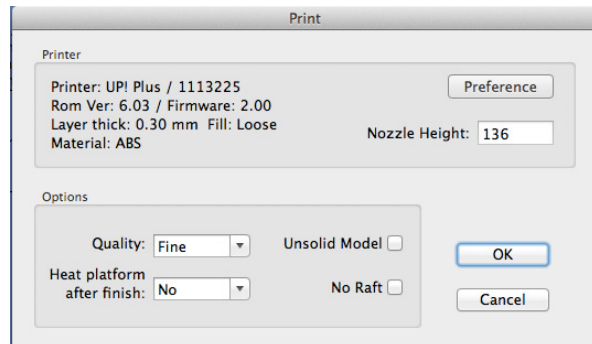 Print
Printer
Printer: UP! Plus / 1113225
Rom Ver: 6.03 / Firmware: 2.00
Layer thick: 0.30 mm  Fill: Loose
Material: ABS
Preference
Nozzle Height: 136
Options
Quality: Fine
Unsolid Model
Heat platform
after finish: No
No Raft
OK
Cancel